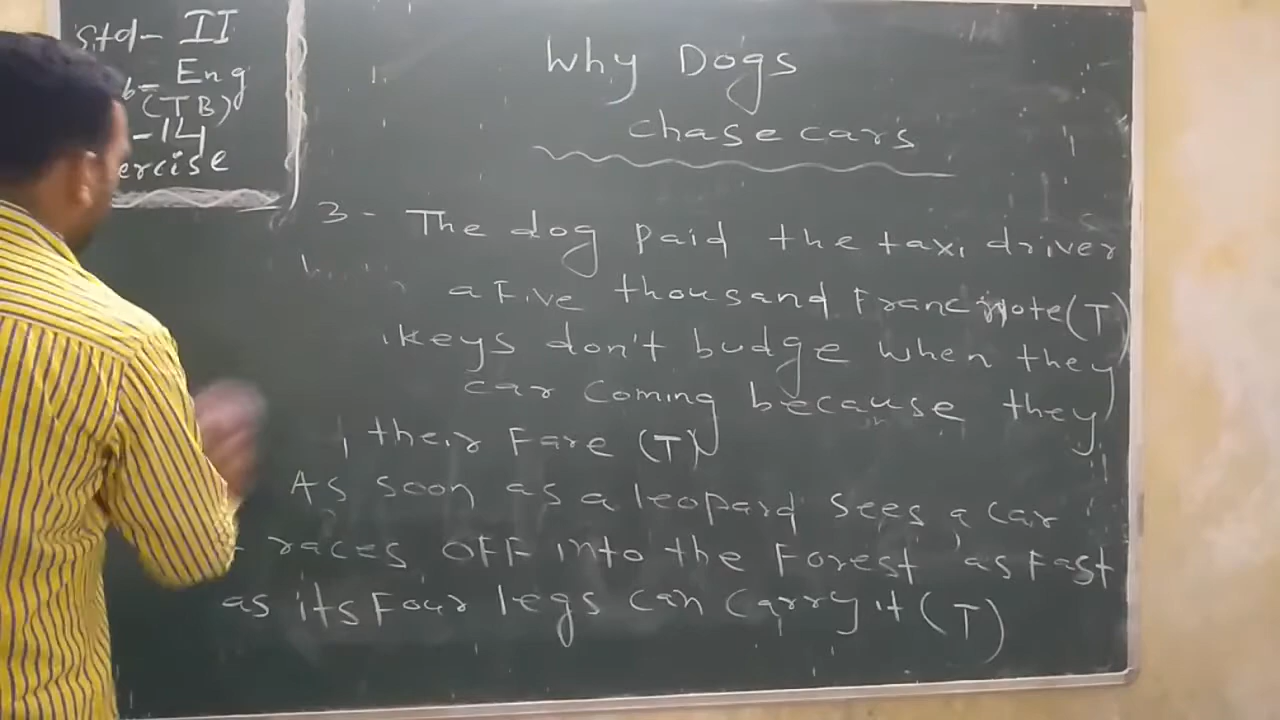 Std- II
Eng
(TB)
-14
ercise
Why Dogs
chase cars
3- The dog paid the taxi driver
a Five thousand Franc note (T)
keys don't budge when they
car coming because they
their Fare (T)
As soon as a leopard sees a car
races OFF into the Forest as Fast
as its Four legs can carry it (T)